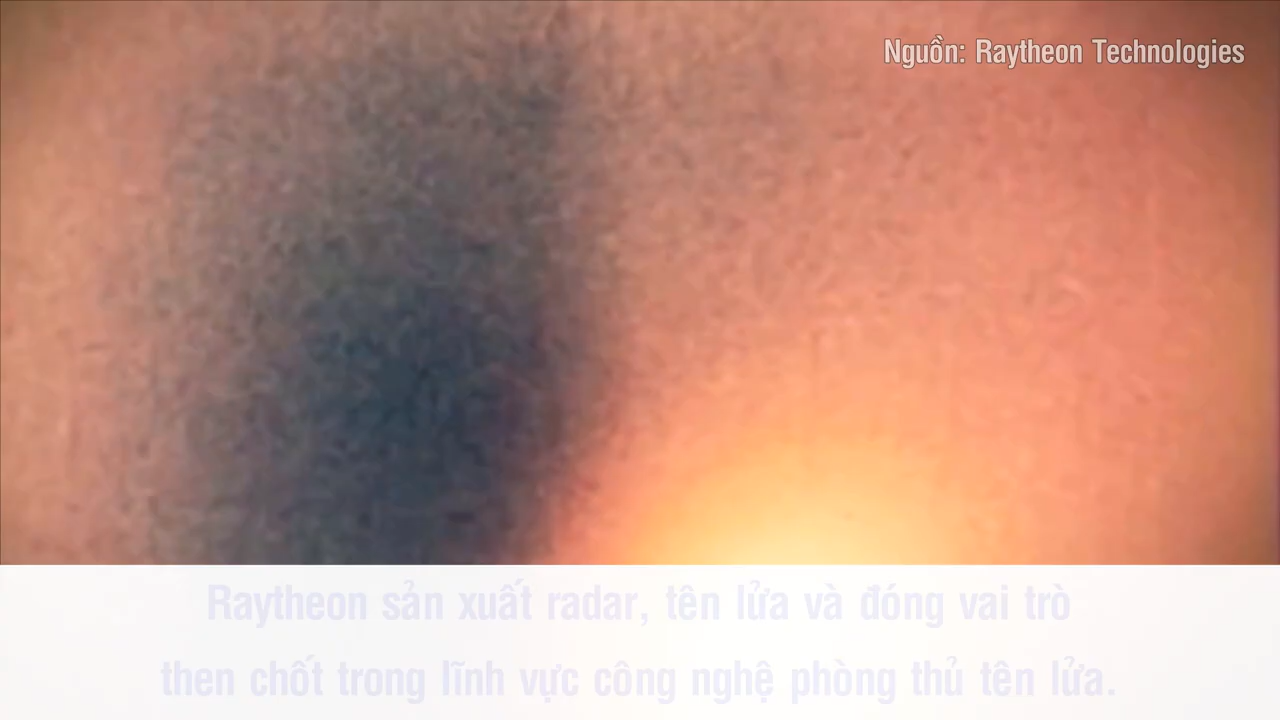 Nguồn: Raytheon Technologies
Raytheon sản xuất radar, tên lửa và đóng vai trò
then chốt trong lĩnh vực công nghệ phòng thủ tên lửa.